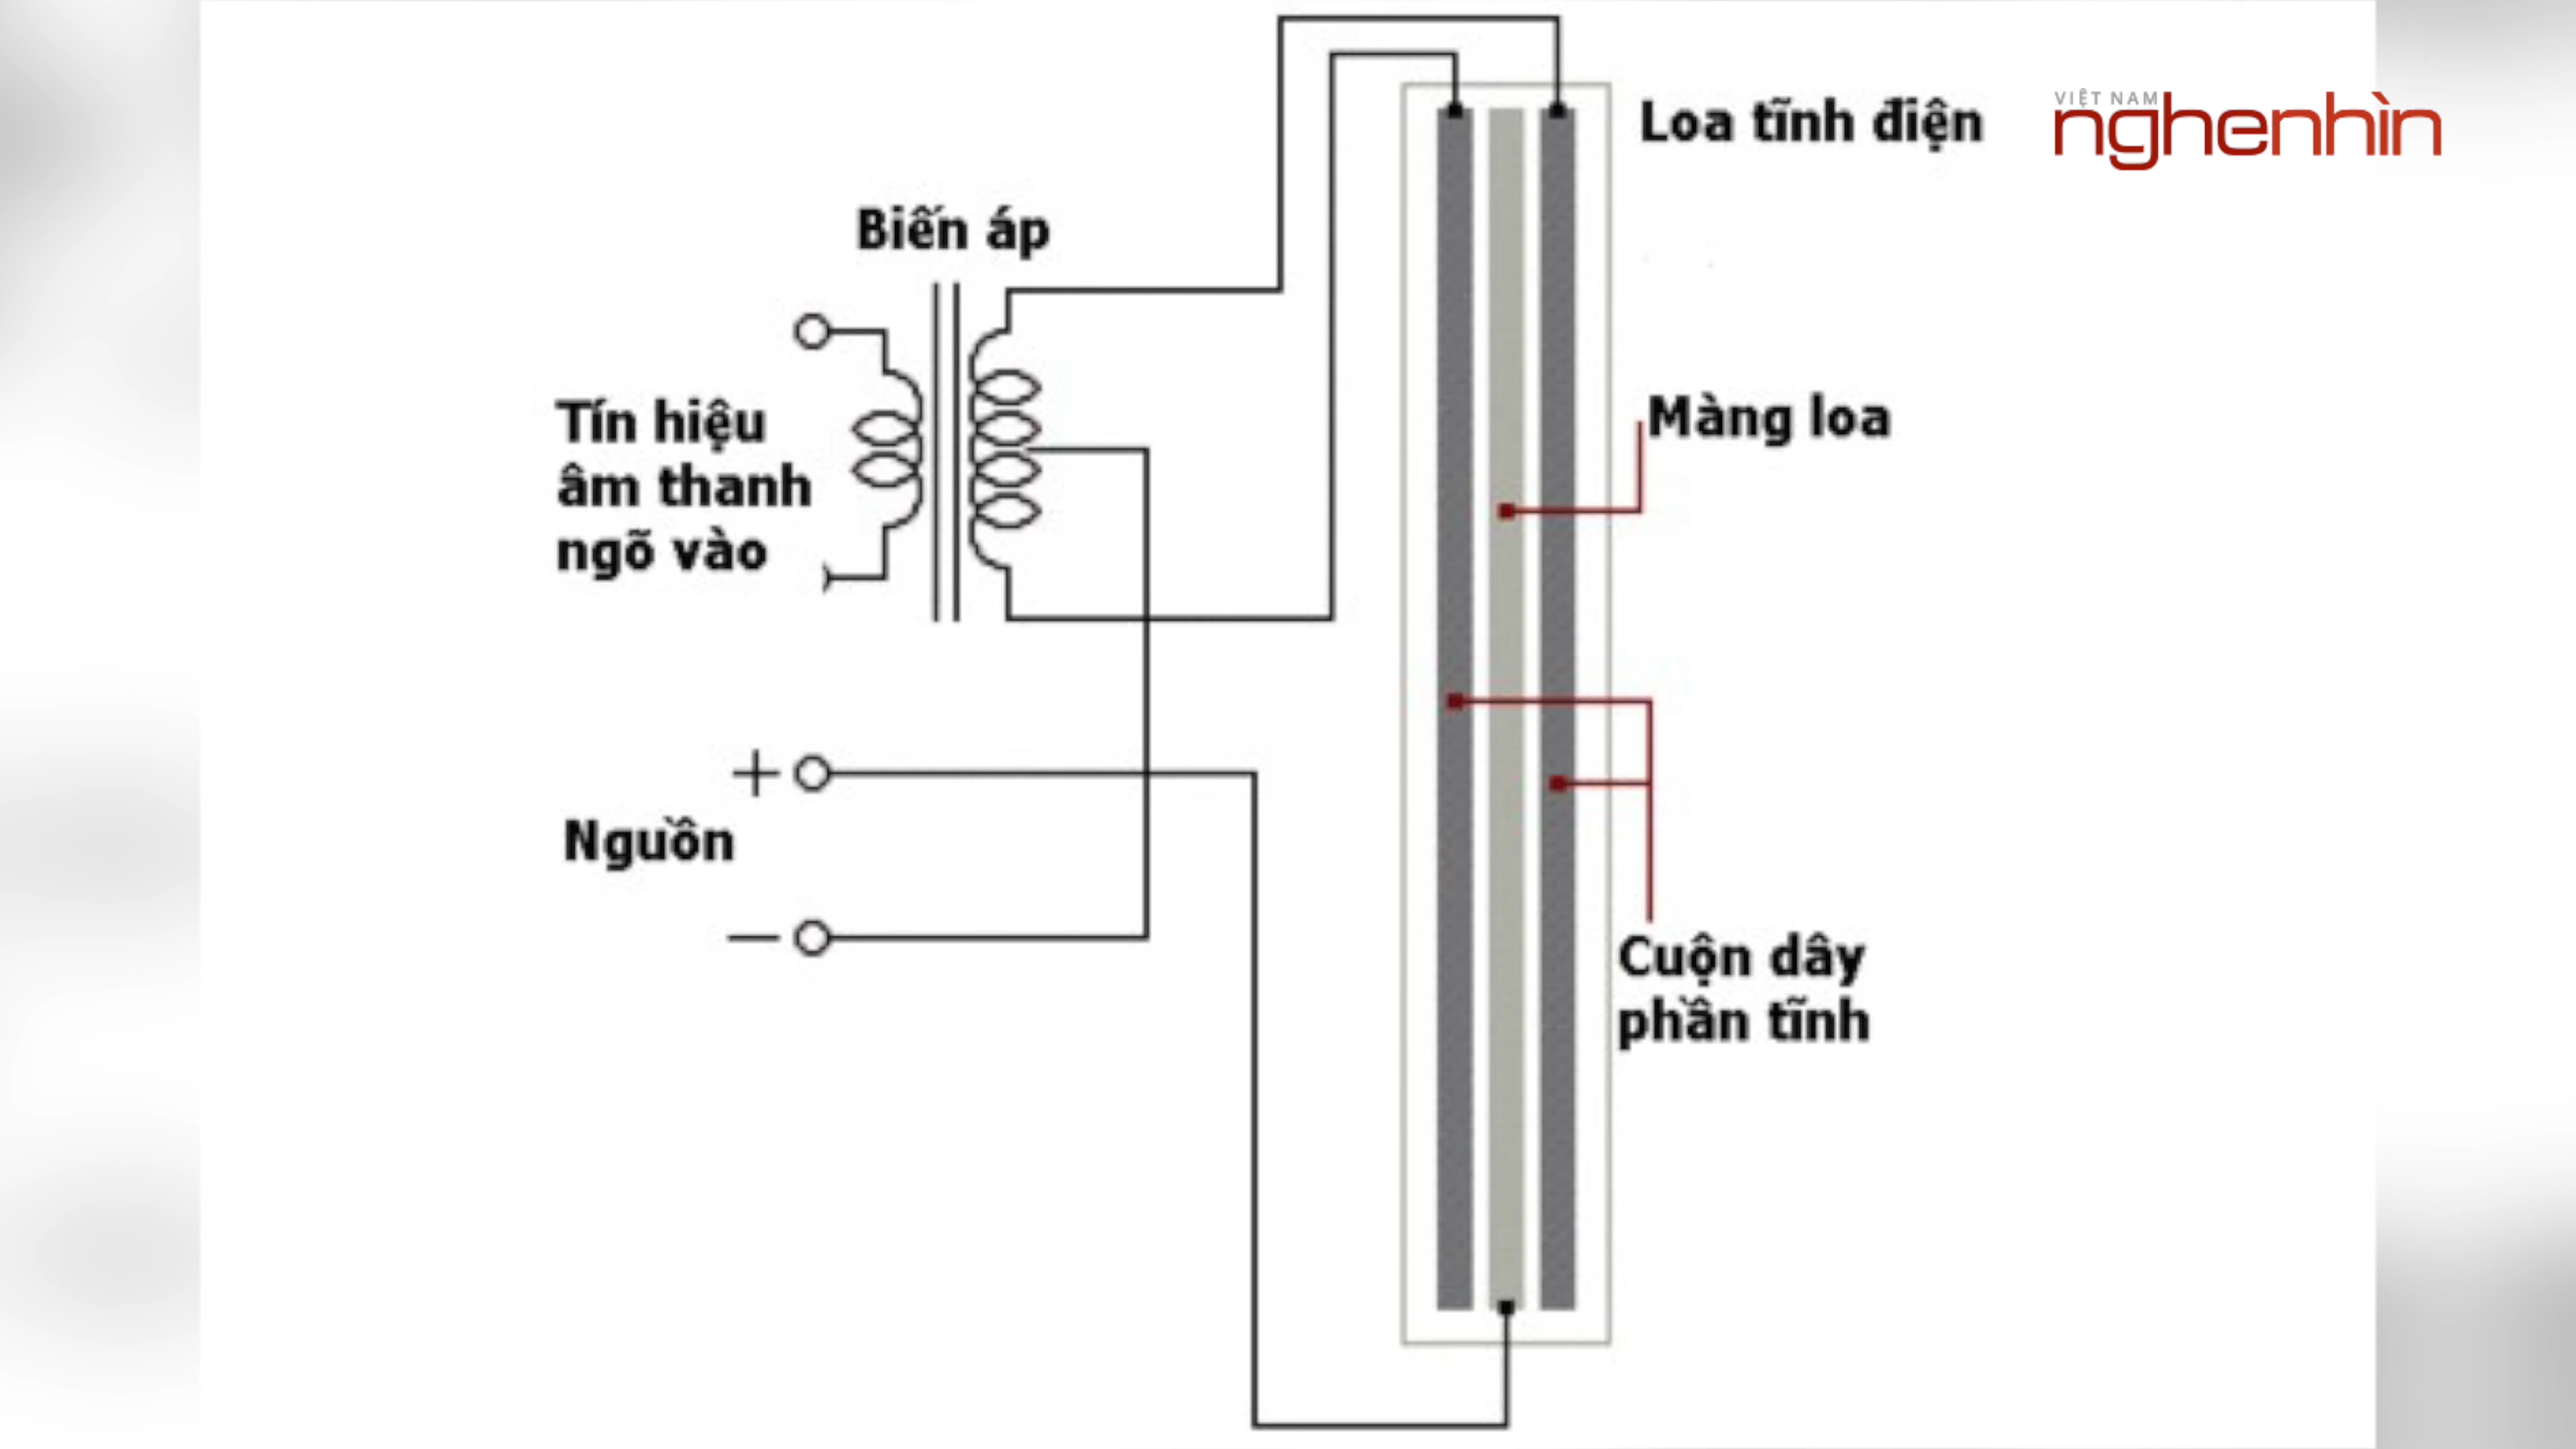 Loa tĩnh điện
VIỆT NAM
nghenhìn
Biến áp
Tín hiệu
âm thanh
ngõ vào
Màng loa
+
Nguồn
−
Cuộn dây
phần tĩnh